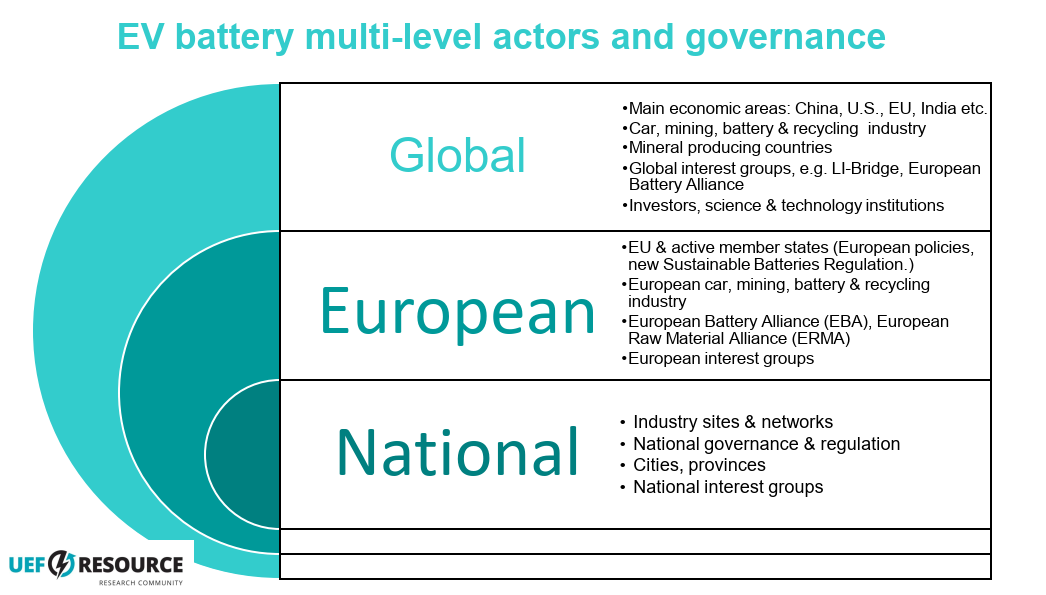 EV battery multi-level actors and governance
Global
•Main economic areas: China, U.S., EU, India etc.
•Car, mining, battery & recycling  industry
•Mineral producing countries
•Global interest groups, e.g. LI-Bridge, European
Battery Alliance
•Investors, science & technology institutions
European
•EU & active member states (European policies,
new Sustainable Batteries Regulation.)
•European car, mining, battery & recycling
industry
•European Battery Alliance (EBA), European
Raw Material Alliance (ERMA)
•European interest groups
National
• Industry sites & networks
• National governance & regulation
• Cities, provinces
• National interest groups
UEF RESOURCE
RESEARCH COMMUNITY